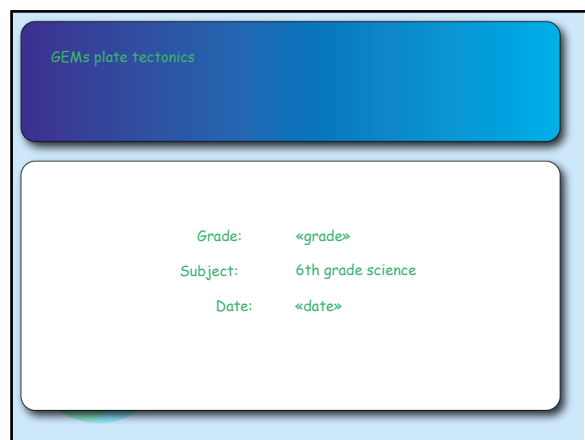 GEMs plate tectonics
Grade: «grade»
Subject: 6th grade science
Date: «date»